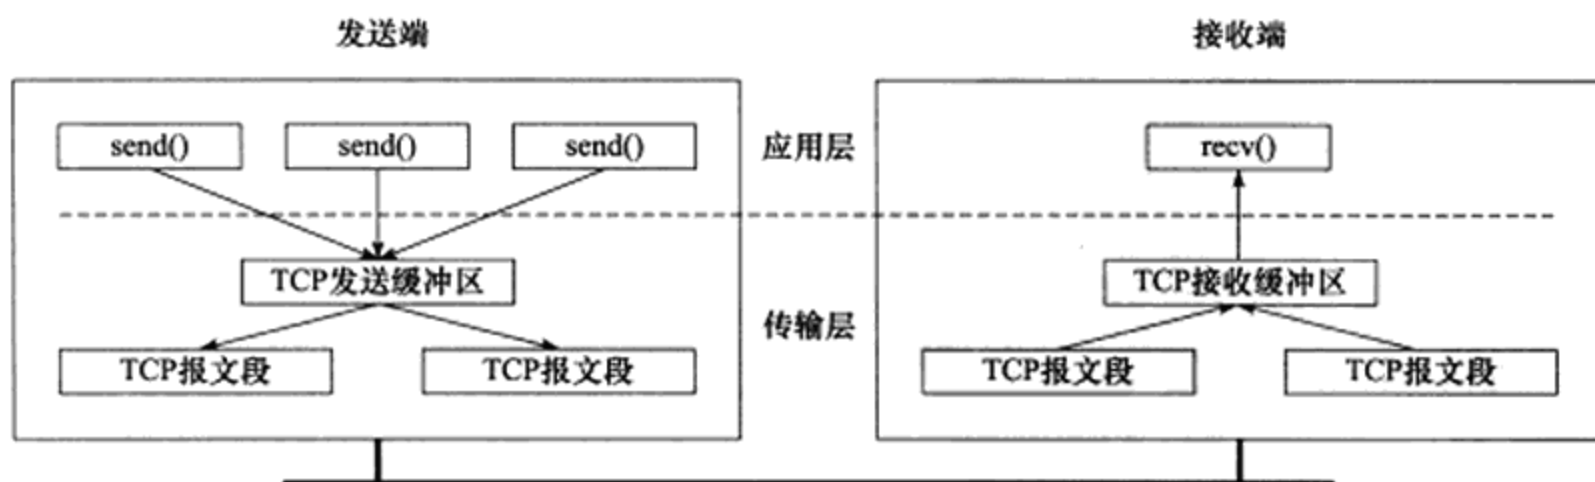 发送端
接收端
send()
send()
send()
应用层
recv()
TCP发送缓冲区
TCP接收缓冲区
传输层
TCP报文段
TCP报文段
TCP报文段
TCP报文段